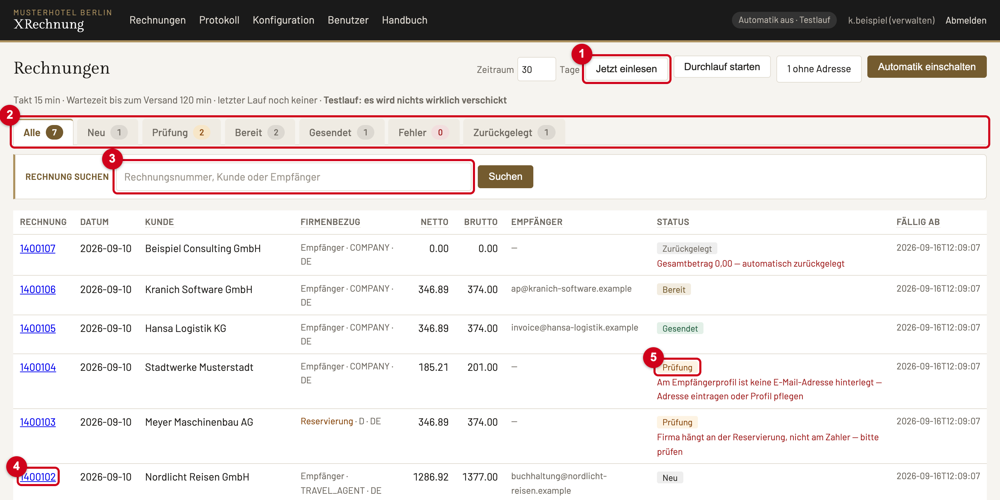 MUSTERHOTEL BERLIN
XRechnung
Rechnungen Protokoll Konfiguration Benutzer Handbuch
Automatik aus · Testlauf k.beispiel (verwalten) Abmelden
Rechnungen
Zeitraum 30 Tage 1 Jetzt einlesen Durchlauf starten 1 ohne Adresse Automatik einschalten
Takt 15 min · Wartezeit bis zum Versand 120 min · letzter Lauf noch keiner · Testlauf: es wird nichts wirklich verschickt
2
Alle 7 Neu 1 Prüfung 2 Bereit 2 Gesendet 1 Fehler 0 Zurückgelegt 1
3
RECHNUNG SUCHEN Rechnungsnummer, Kunde oder Empfänger Suchen
RECHNUNG DATUM KUNDE FIRMENBEZUG NETTO BRUTTO EMPFÄNGER STATUS FÄLLIG AB
1400107 2026-09-10 Beispiel Consulting GmbH Empfänger · COMPANY · 0.00 0.00 – Zurückgelegt 2026-09-16T12:09:07
DE Gesamtbetrag 0,00 – automatisch zurückgelegt
1400106 2026-09-10 Kranich Software GmbH Empfänger · COMPANY · 346.89 374.00 ap@kranich-software.example Bereit 2026-09-16T12:09:07
DE
1400105 2026-09-10 Hansa Logistik KG Empfänger · COMPANY · 346.89 374.00 invoice@hansa-logistik.example Gesendet 2026-09-16T12:09:07
DE
5
1400104 2026-09-10 Stadtwerke Musterstadt Empfänger · COMPANY · 185.21 201.00 – Prüfung 2026-09-16T12:09:07
DE Am Empfängerprofil ist keine E-Mail-Adresse hinterlegt –
Adresse eintragen oder Profil pflegen
1400103 2026-09-10 Meyer Maschinenbau AG Reservierung · D · DE 346.89 374.00 – Prüfung 2026-09-16T12:09:07
Firma hängt an der Reservierung, nicht am Zahler – bitte
prüfen
4
1400102 2026-09-10 Nordlicht Reisen GmbH Empfänger · 1286.92 1377.00 buchhaltung@nordlicht- Neu 2026-09-16T12:09:07
TRAVEL_AGENT · DE reisen.example